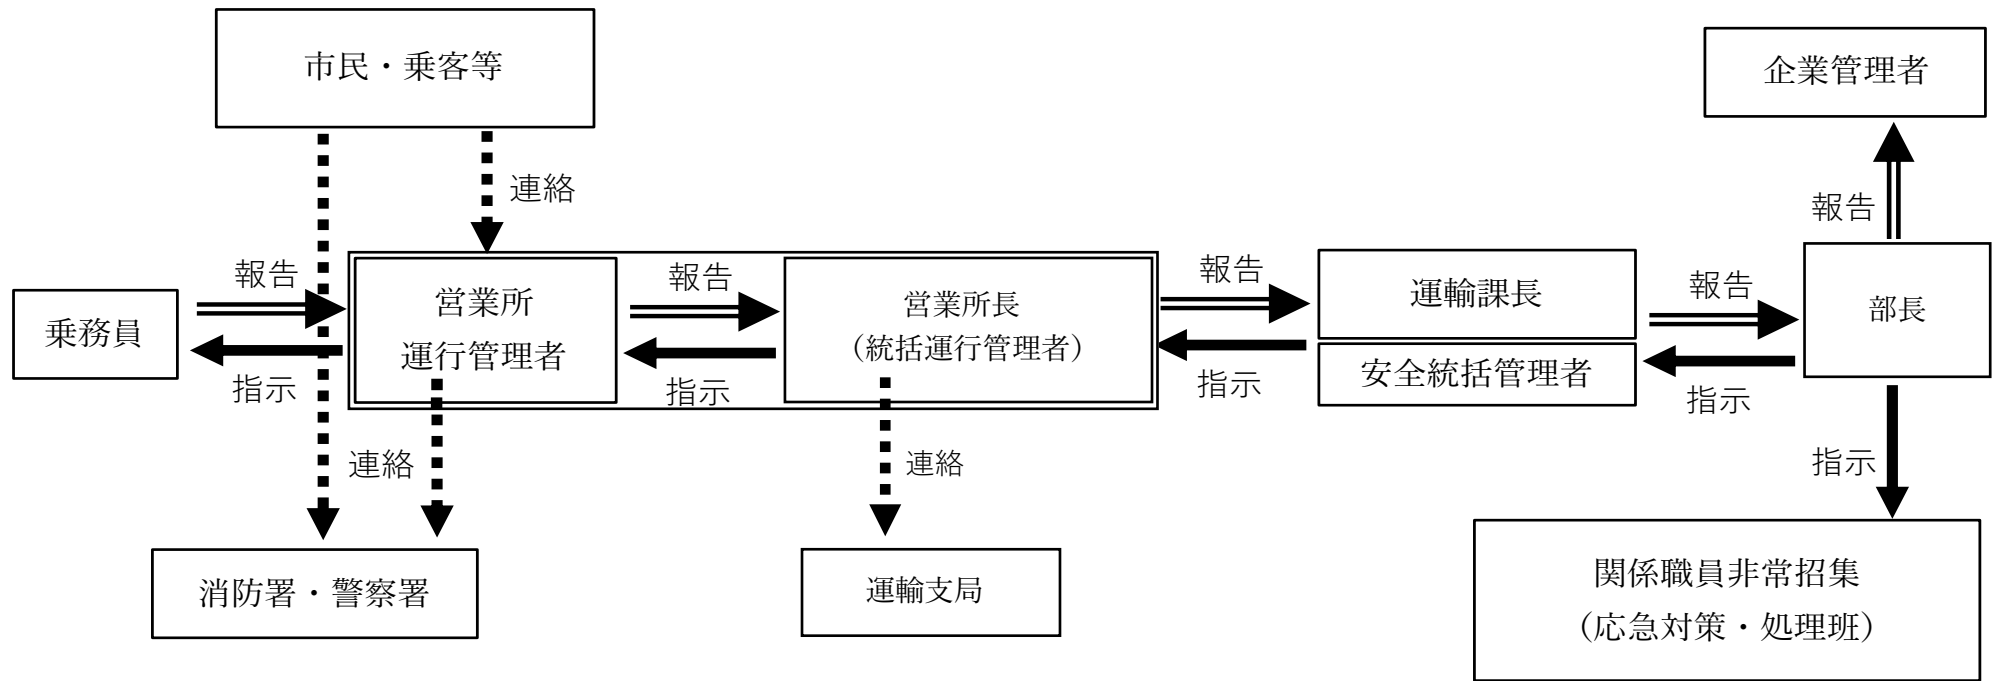 市民・乗客等
企業管理者
連絡
報告
報告
報告
報告
報告
乗務員
営業所
運行管理者
営業所長
（統括運行管理者）
運輸課長
安全統括管理者
部長
指示
指示
指示
指示
連絡
連絡
指示
消防署・警察署
運輸支局
関係職員非常招集
（応急対策・処理班）